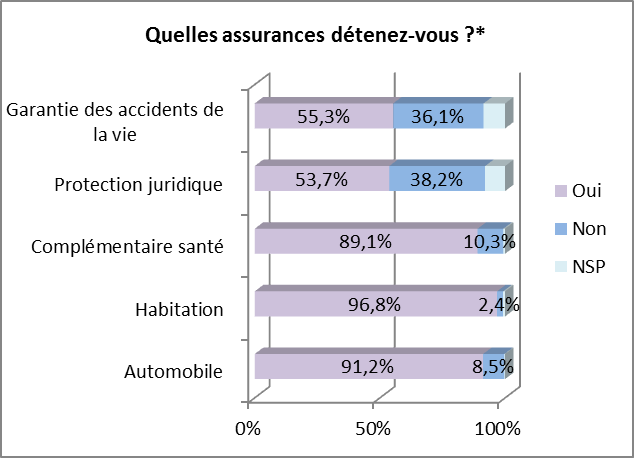 Quelles assurances détenez-vous ?*
Garantie des accidents de
la vie
55,3%
36,1%
Protection juridique
53,7%
38,2%
Complémentaire santé
89,1%
10,3%
Habitation
96,8%
2,4%
Automobile
91,2%
8,5%
0%
50%
100%
Oui
Non
NSP